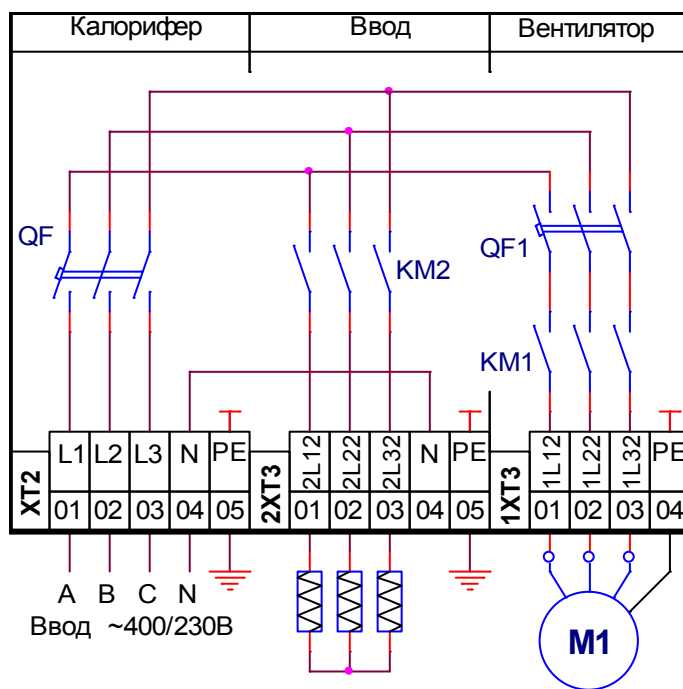 Калорифер Ввод Вентилятор
QF QF1
KM2
KM1
XT2 L1 L2 L3 N PE 2XT3 2L12 2L22 2L32 N PE 1XT3 1L12 1L22 1L32 PE
01 02 03 04 05 01 02 03 04 05 01 02 03 04
A B C N
Ввод ~400/230В
M1